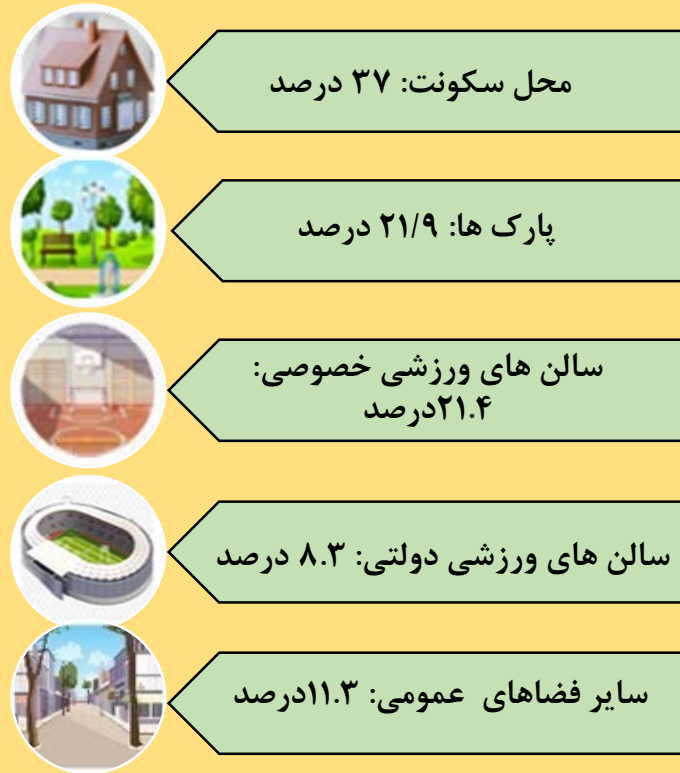 محل سکونت: ۳۷ درصد
پارک ها: ۲۱/۹ درصد
سالن های ورزشی خصوصی:
۲۱.۴درصد
سالن های ورزشی دولتی: ۸.۳ درصد
سایر فضاهای عمومی: ۱۱.۳درصد